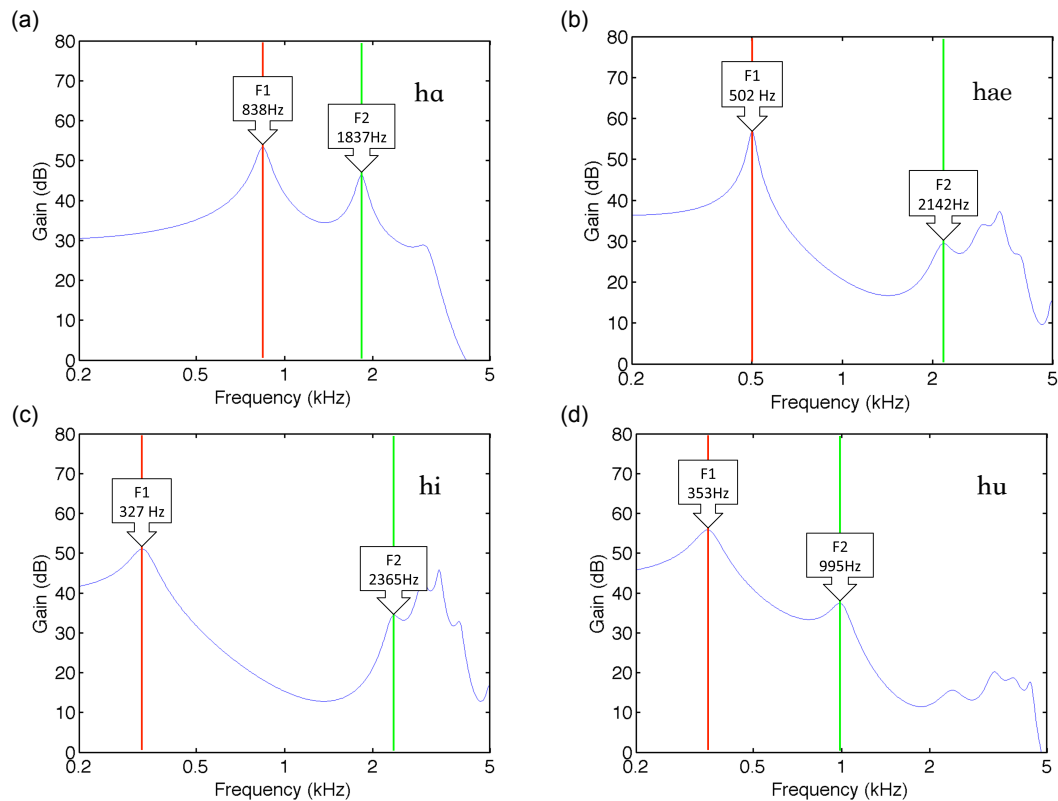 (a)
80
70
60
50
40
30
20
10
0
Gain (dB)
F1
838Hz
F2
1837Hz
hɑ
0.2
0.5
1
2
5
Frequency (kHz)
(b)
80
70
60
50
40
30
20
10
0
Gain (dB)
F1
502 Hz
F2
2142Hz
hae
0.2
0.5
1
2
5
Frequency (kHz)
(c)
80
70
60
50
40
30
20
10
0
Gain (dB)
F1
327 Hz
F2
2365Hz
hi
0.2
0.5
1
2
5
Frequency (kHz)
(d)
80
70
60
50
40
30
20
10
0
Gain (dB)
F1
353Hz
F2
995Hz
hu
0.2
0.5
1
2
5
Frequency (kHz)